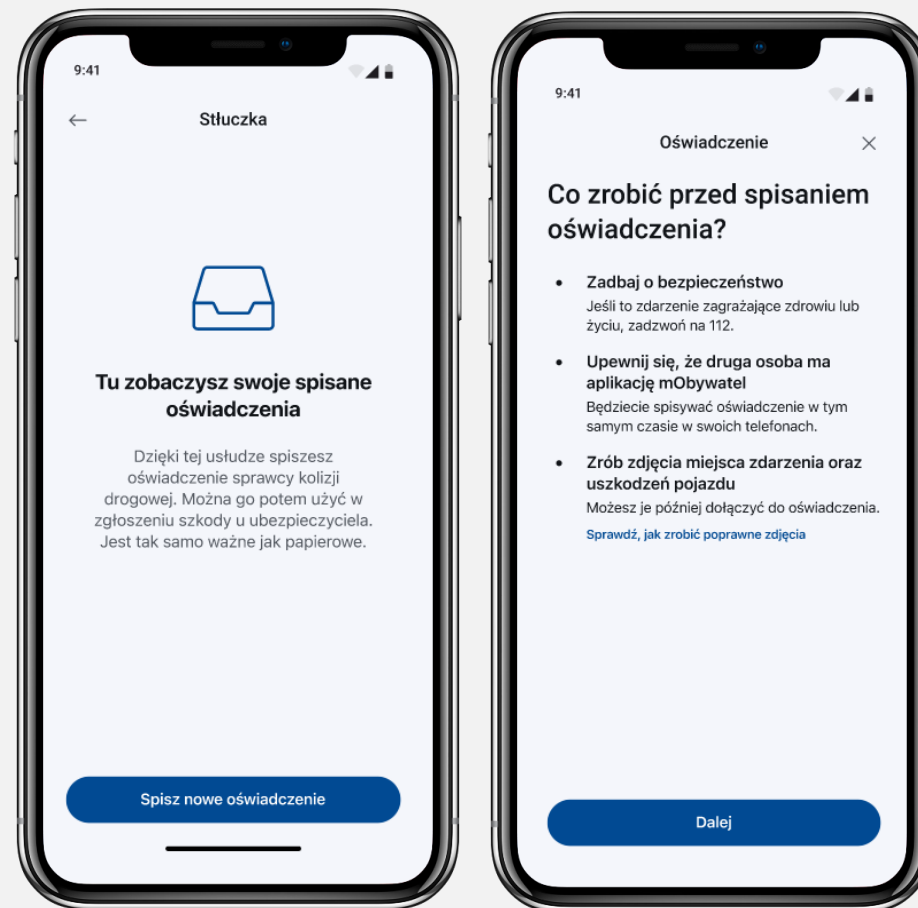 9:41
Stłuczka
Tu zobaczysz swoje spisane
oświadczenia
Dzięki tej usłudze spiszesz
oświadczenie sprawcy kolizji
drogowej. Można go potem użyć w
zgłoszeniu szkody u ubezpieczyciela.
Jest tak samo ważne jak papierowe.
Spisz nowe oświadczenie
9:41
Oświadczenie
Co zrobić przed spisaniem
oświadczenia?
• Zadbaj o bezpieczeństwo
Jeśli to zdarzenie zagrażające zdrowiu lub
życiu, zadzwoń na 112.
• Upewnij się, że druga osoba ma
aplikację mObywatel
Będziecie spisywać oświadczenie w tym
samym czasie w swoich telefonach.
• Zrób zdjęcia miejsca zdarzenia oraz
uszkodzeń pojazdu
Możesz je później dołączyć do oświadczenia.
Sprawdź, jak zrobić poprawne zdjęcia
Dalej